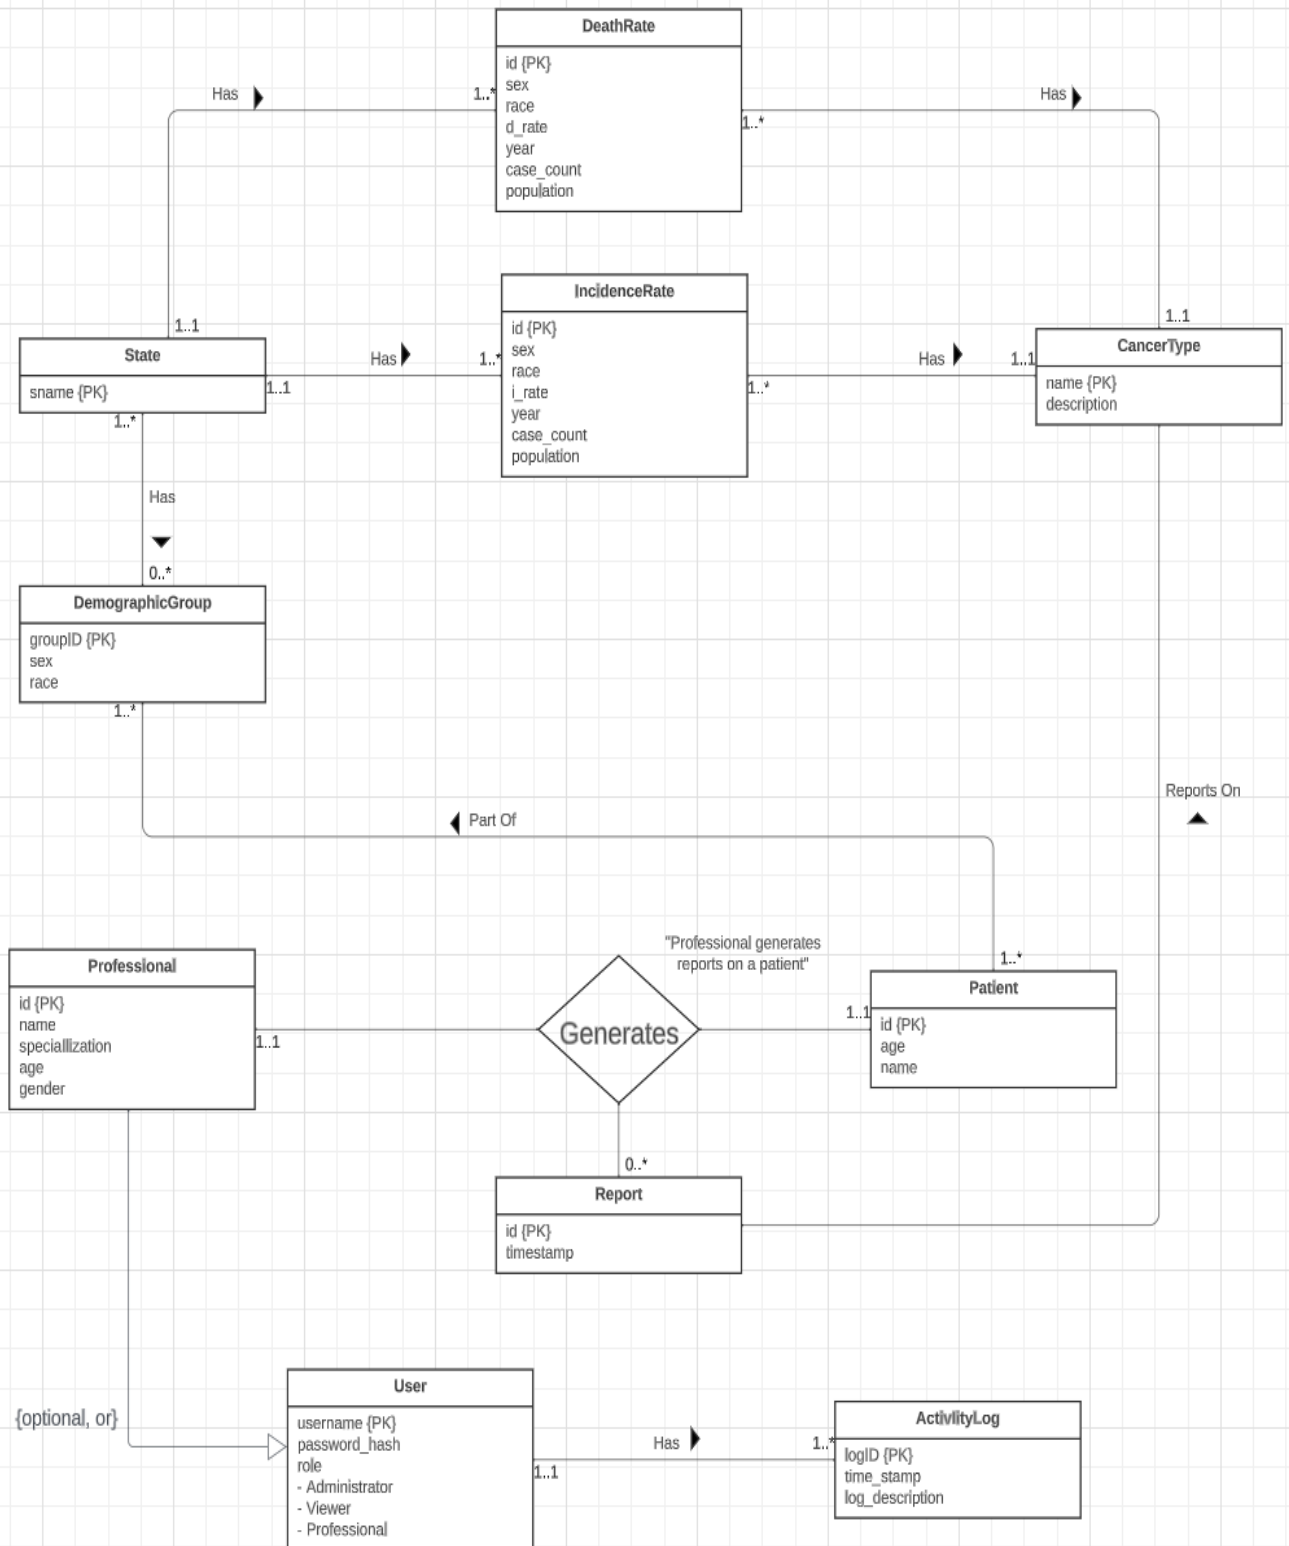 DeathRate
id {PK}
sex
race
d_rate
year
case_count
population
Has
1..*
1..*
Has
1..1
1..1
IncidenceRate
id {PK}
sex
race
i_rate
year
case_count
population
State
sname {PK}
1..1
Has
1..*
1..*
Has
1..1
CancerType
name {PK}
description
1..*
Has
0..*
DemographicGroup
groupID {PK}
sex
race
1..*
Part Of
Reports On
1..*
"Professional generates
reports on a patient"
Professional
id {PK}
name
speciallization
age
gender
1..1
Generates
1..1
Patient
id {PK}
age
name
0..*
Report
id {PK}
timestamp
{optional, or}
User
username {PK}
password_hash
role
- Administrator
- Viewer
- Professional
1..1
Has
1..*
ActivlityLog
logID {PK}
time_stamp
log_description